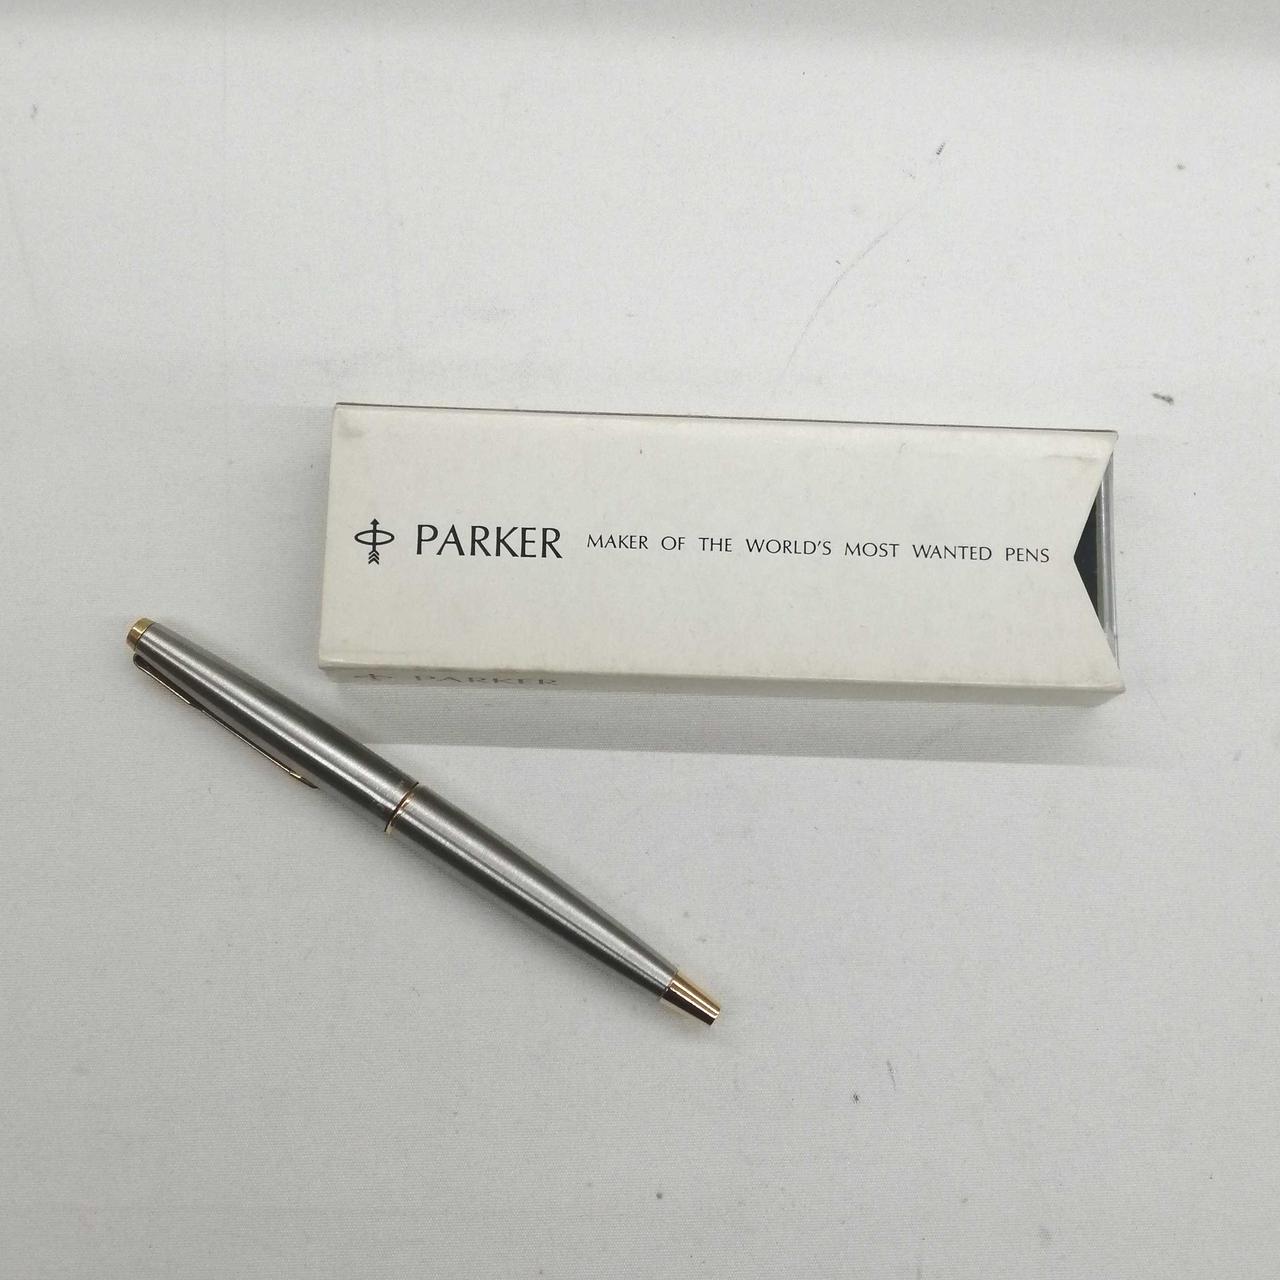 PARKER MAKER OF THE WORLD'S MOST WANTED PENS
PARKER